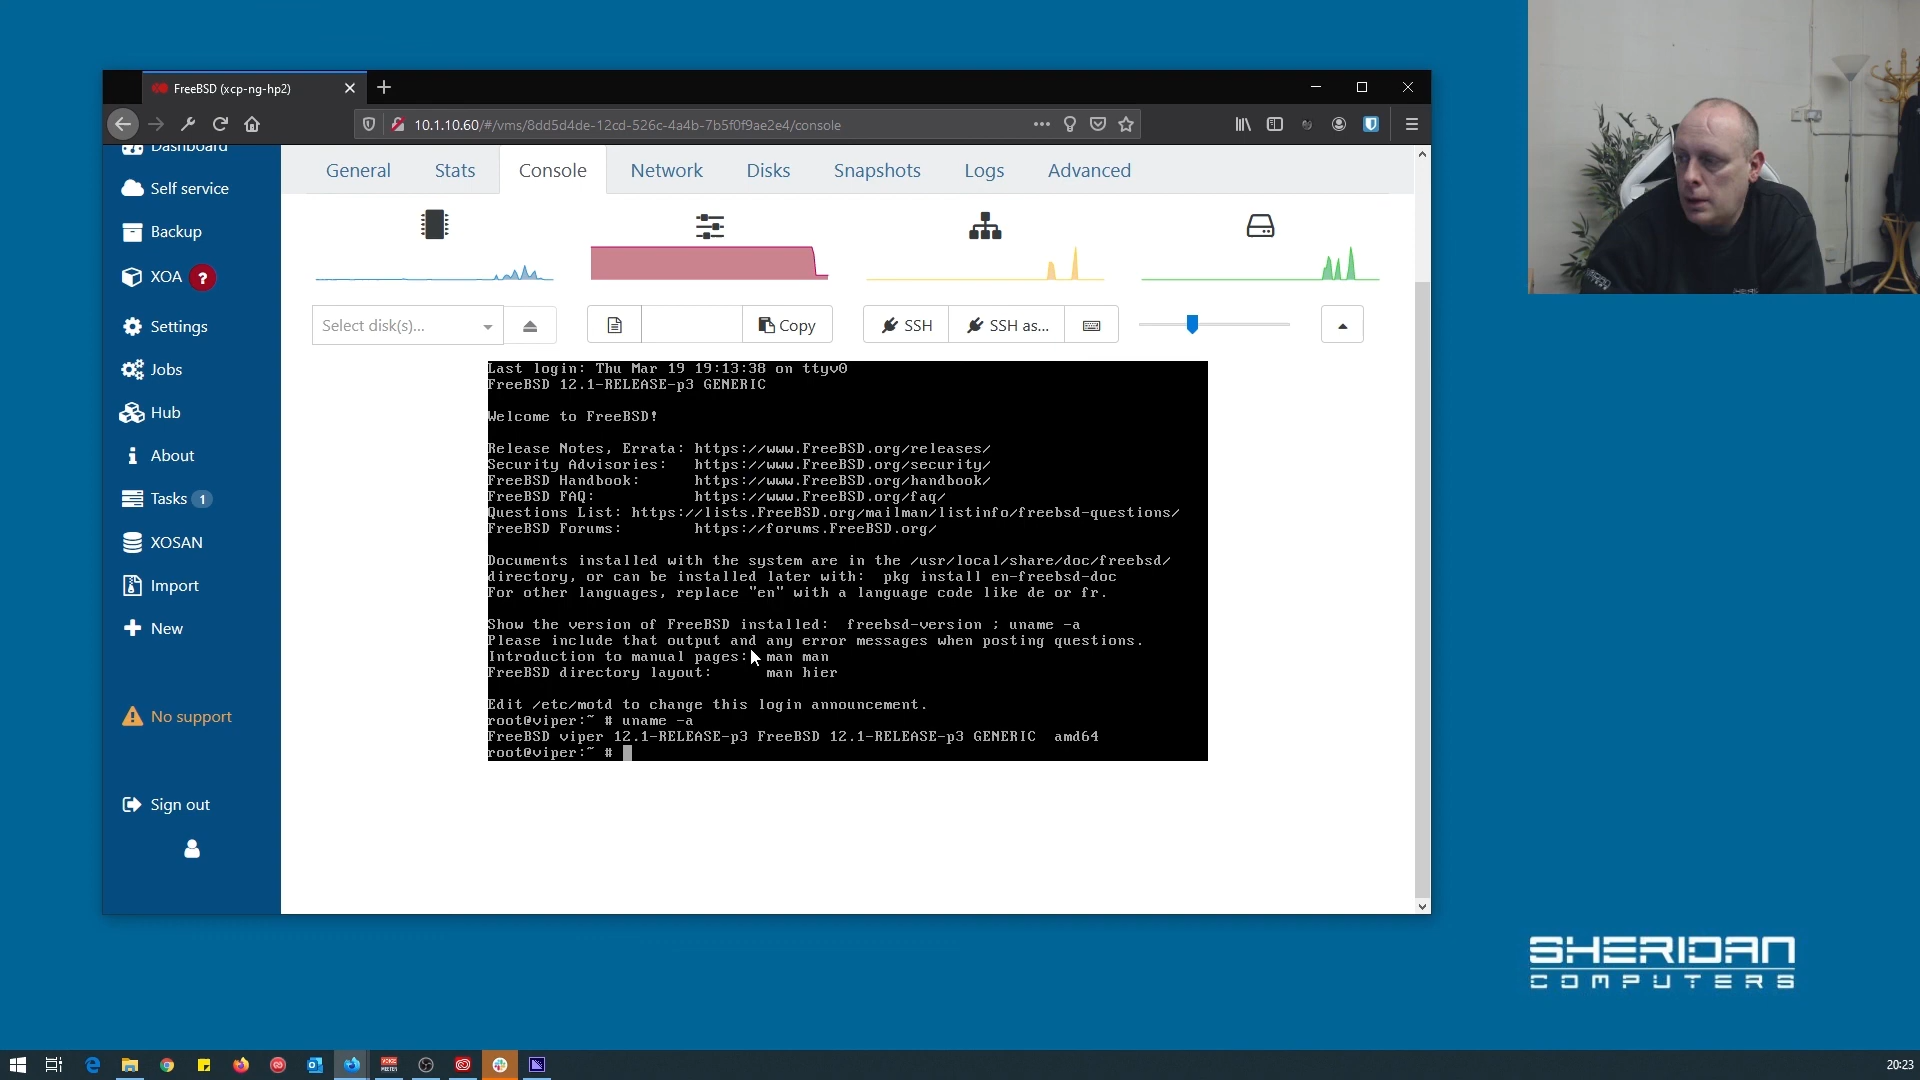 FreeBSD (xcp-ng-hp2)
10.1.10.60/#/vms/8dd5d4de-12cd-526c-4a4b-7b5f0f9ae2e4/console
Dashboard
Self service
Backup
XOA ?
Settings
Jobs
Hub
About
Tasks 1
XOSAN
Import
New
No support
Sign out
General Stats Console Network Disks Snapshots Logs Advanced
Select disk(s)... Copy SSH SSH as...
Last login: Thu Mar 19 19:13:38 on ttyv0
FreeBSD 12.1-RELEASE-p3 GENERIC
Welcome to FreeBSD!
Release Notes, Errata: https://www.FreeBSD.org/releases/
Security Advisories: https://www.FreeBSD.org/security/
FreeBSD Handbook: https://www.FreeBSD.org/handbook/
FreeBSD FAQ: https://www.FreeBSD.org/faq/
Questions List: https://lists.FreeBSD.org/mailman/listinfo/freebsd-questions/
FreeBSD Forums: https://forums.FreeBSD.org/
Documents installed with the system are in the /usr/local/share/doc/freebsd/
directory, or can be installed later with: pkg install en-freebsd-doc
For other languages, replace "en" with a language code like de or fr.
Show the version of FreeBSD installed: freebsd-version ; uname -a
Please include that output and any error messages when posting questions.
Introduction to manual pages: man man
FreeBSD directory layout: man hier
Edit /etc/motd to change this login announcement.
root@viper:~ # uname -a
FreeBSD viper 12.1-RELEASE-p3 FreeBSD 12.1-RELEASE-p3 GENERIC amd64
root@viper:~ #
SHERIDAN
COMPUTERS
20:23